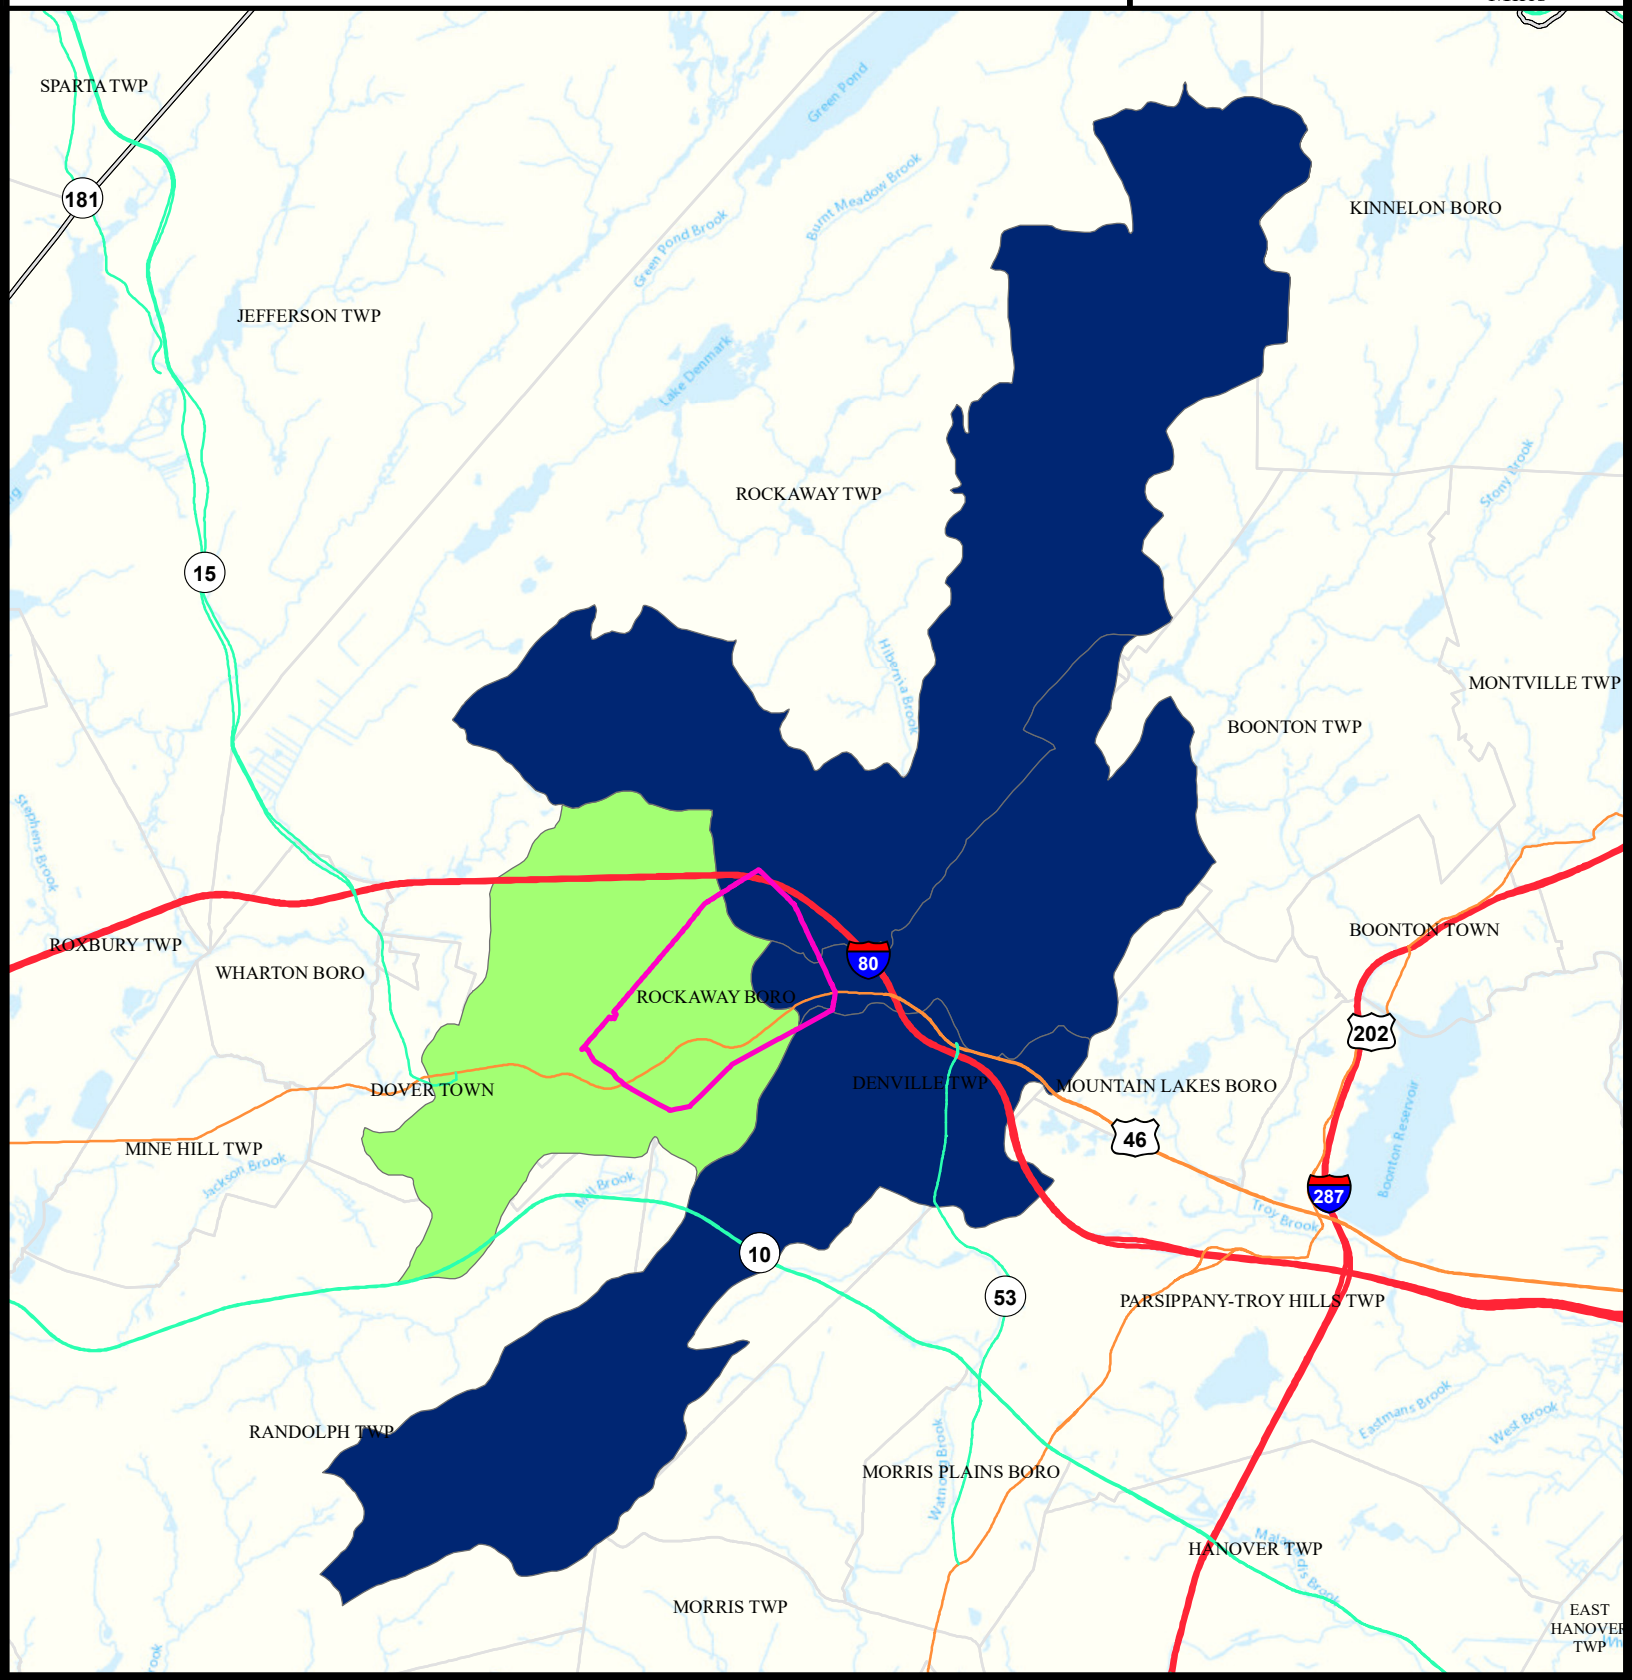 SPARTA TWP
Green Pond
181
Burnt Meadow Brook
KINNELON BORO
Green Pond Brook
JEFFERSON TWP
Lake Denmark
ROCKAWAY TWP
Stony Brook
15
Hibernia Brook
MONTVILLE TWP
BOONTON TWP
Stephens Brook
ROXBURY TWP
BOONTON TOWN
WHARTON BORO
80
ROCKAWAY BORO
202
DENVILLE TWP
MOUNTAIN LAKES BORO
DOVER TOWN
46
Boonton Reservoir
MINE HILL TWP
Jackson Brook
Mill Brook
287
Troy Brook
10
53
PARSIPPANY-TROY HILLS TWP
Eastmans Brook
West Brook
RANDOLPH TWP
MORRIS PLAINS BORO
Watnong Brook
HANOVER TWP
Malapardis Brook
MORRIS TWP
EAST
HANOVER
TWP
ook